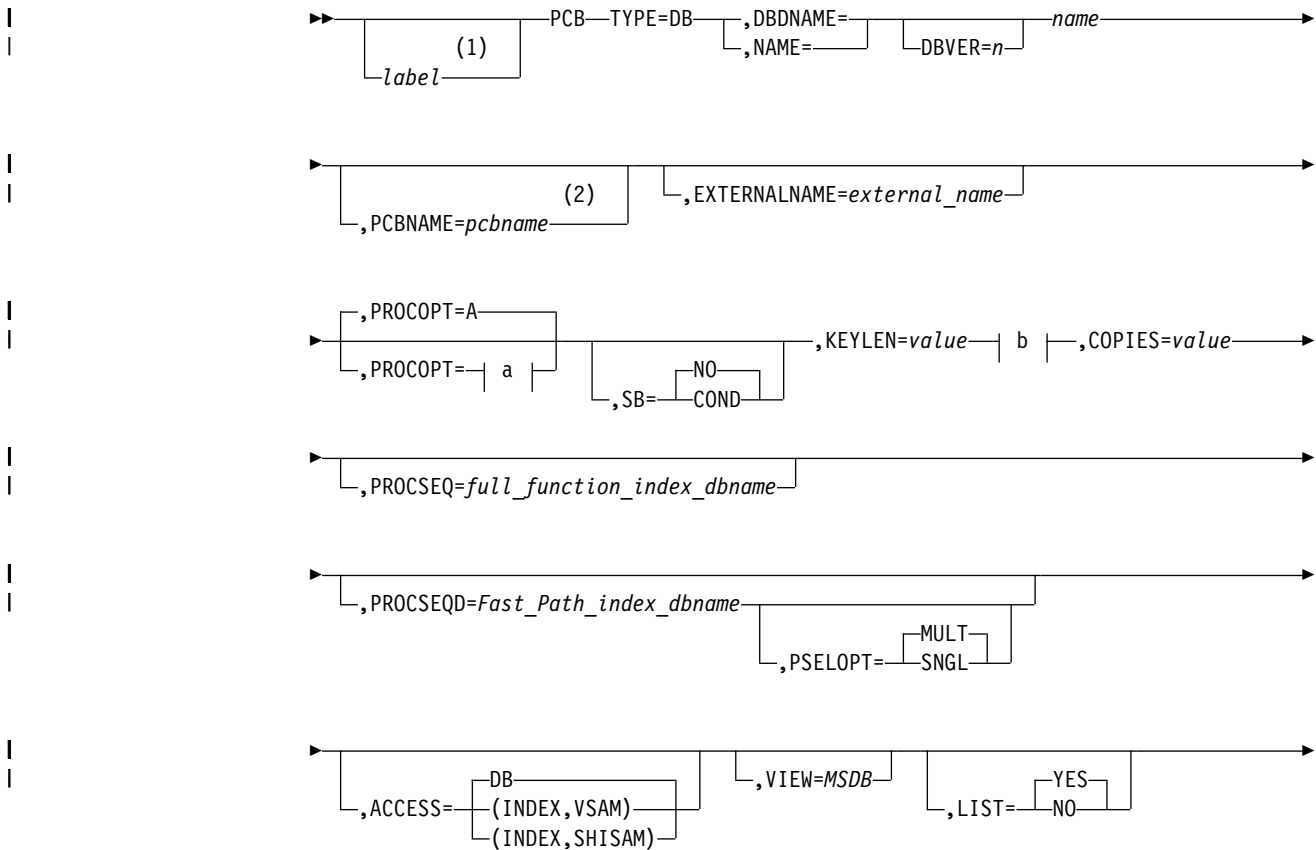 PCB TYPE=DB ,DBDNAME= name
(1) ,NAME= DBVER=n
label
(2) ,EXTERNALNAME=external_name
,PCBNAME=pcbname
,PROCOPT=A
,KEYLEN=value b ,COPIES=value
,PROCOPT= a NO
,SB= COND
,PROCSEQ=full_function_index_dbname
,PROCSEQD=Fast_Path_index_dbname
MULT
,PSELOPT= SNGL
DB ,VIEW=MSDB YES
,ACCESS= (INDEX,VSAM) ,LIST= NO
(INDEX,SHISAM)